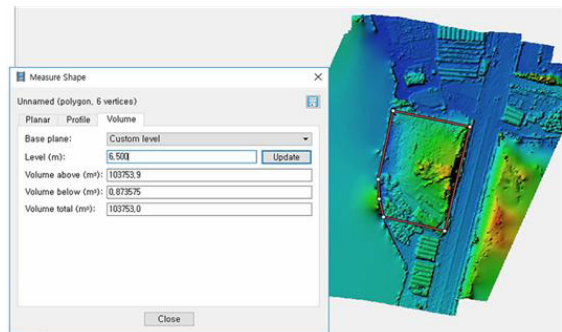 Measure Shape
Unnamed (polygon, 6 vertices)
Planar Profile Volume
Base plane: Custom level
Level (m): 6,500 Update
Volume above (m³): 103753,9
Volume below (m³): 0,873575
Volume total (m³): 103753,0
Close